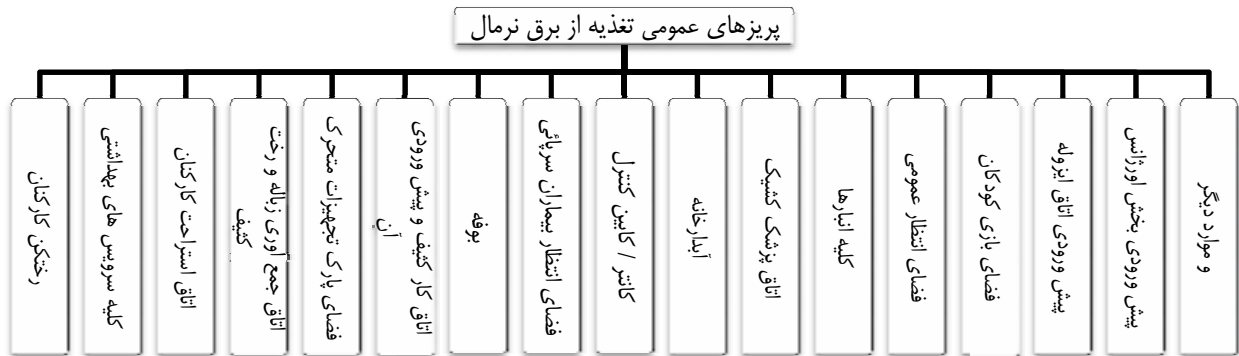 پریزهای عمومی تغذیه از برق نرمال
و موارد دیگر
پیش ورودی بخش اورژانس
پیش ورودی اتاق ایزوله
فضای بازی کودکان
فضای انتظار عمومی
کلیه انبارها
اتاق پزشک کشیک
آبدارخانه
کانتر / کابین کنترل
فضای انتظار بیماران سرپائی
بوفه
اتاق کار کثیف و پیش ورودی
آن
فضای پارک تجهیزات متحرک
اتاق جمع اوری زباله و رخت
کثیف
اتاق استراحت کارکنان
کلیه سرویس های بهداشتی
رختکن کارکنان